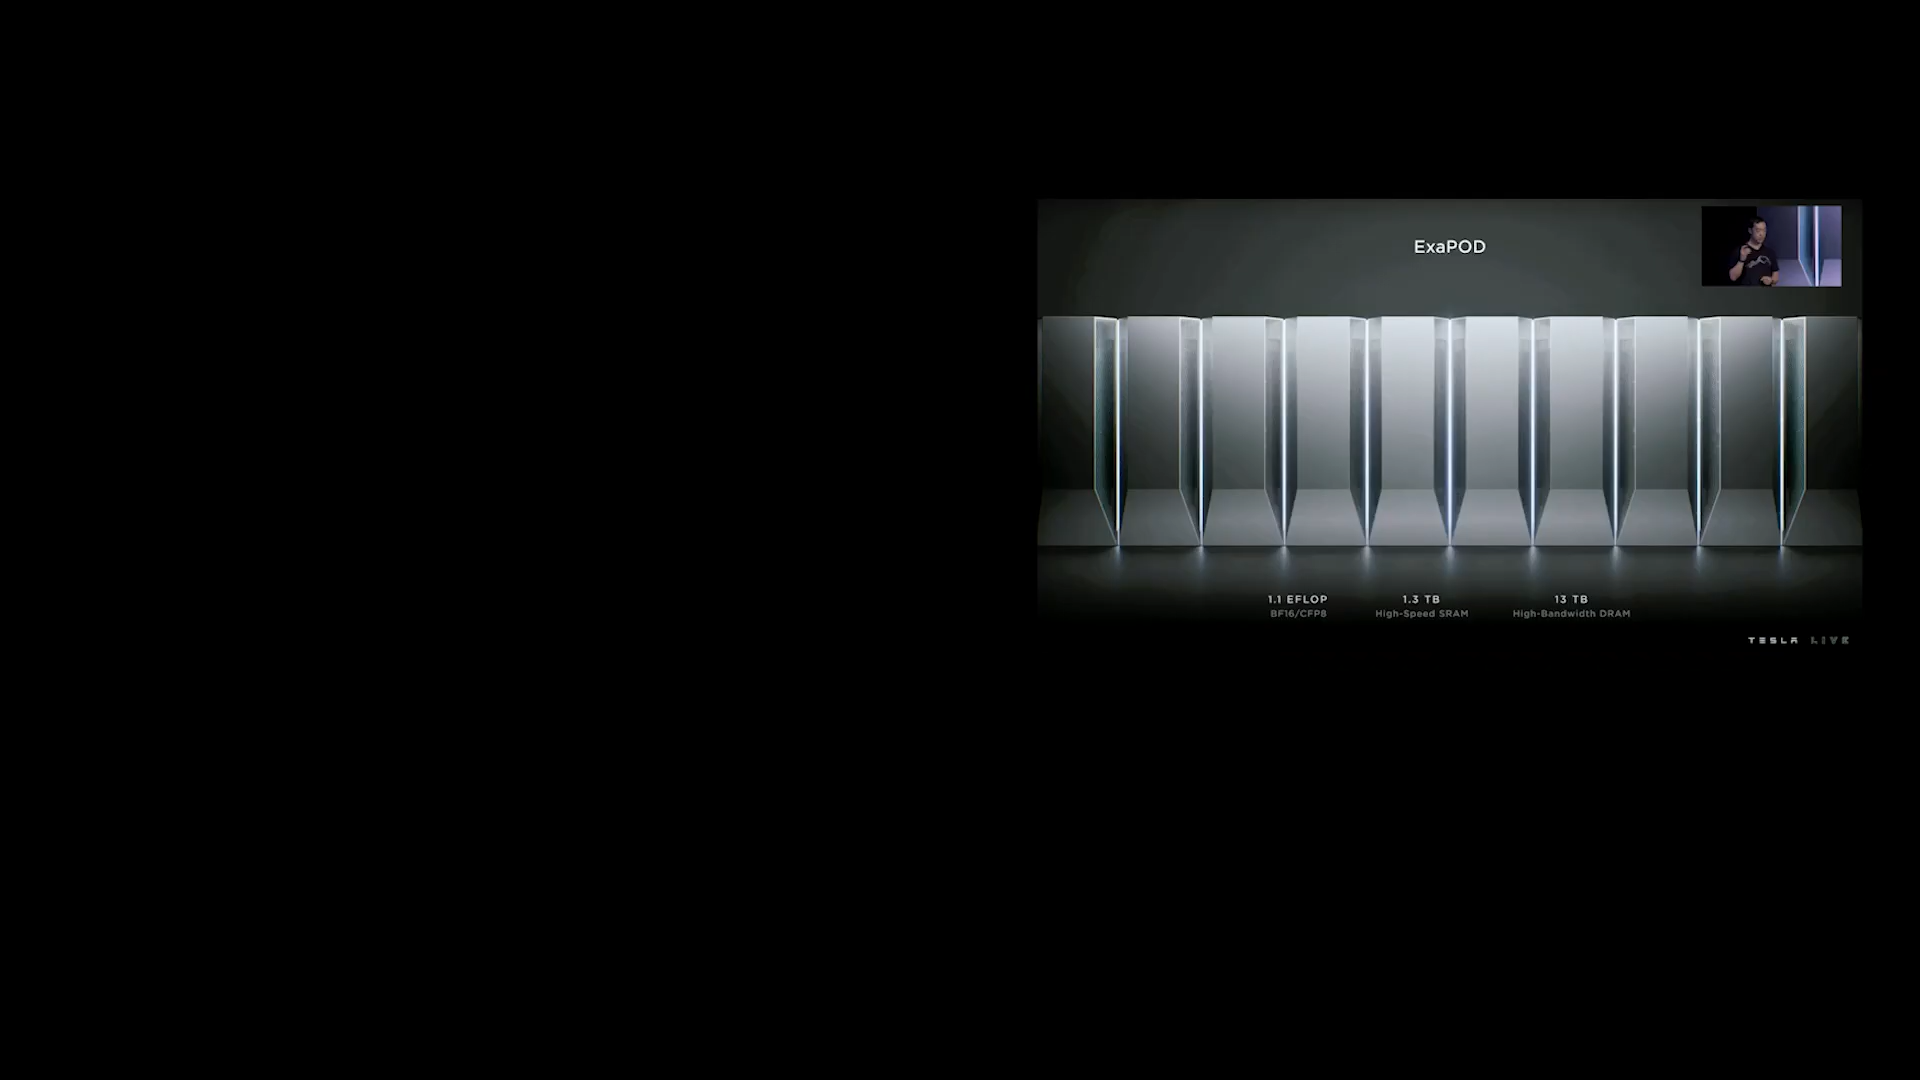 ExaPOD
1.1 EFLOP
BF16/CFP8
1.3 TB
High-Speed SRAM
13 TB
High-Bandwidth DRAM
TESLA LIVE